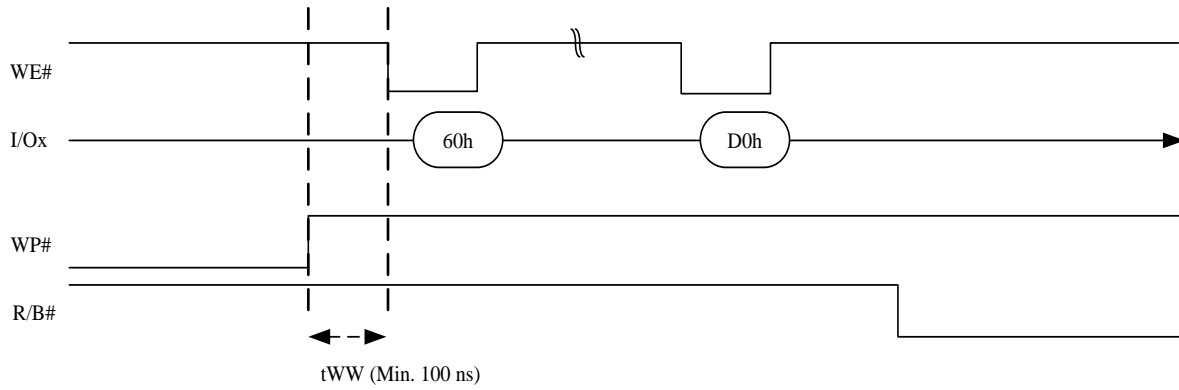 WE#
I/Ox
60h
D0h
WP#
R/B#
tWW (Min. 100 ns)